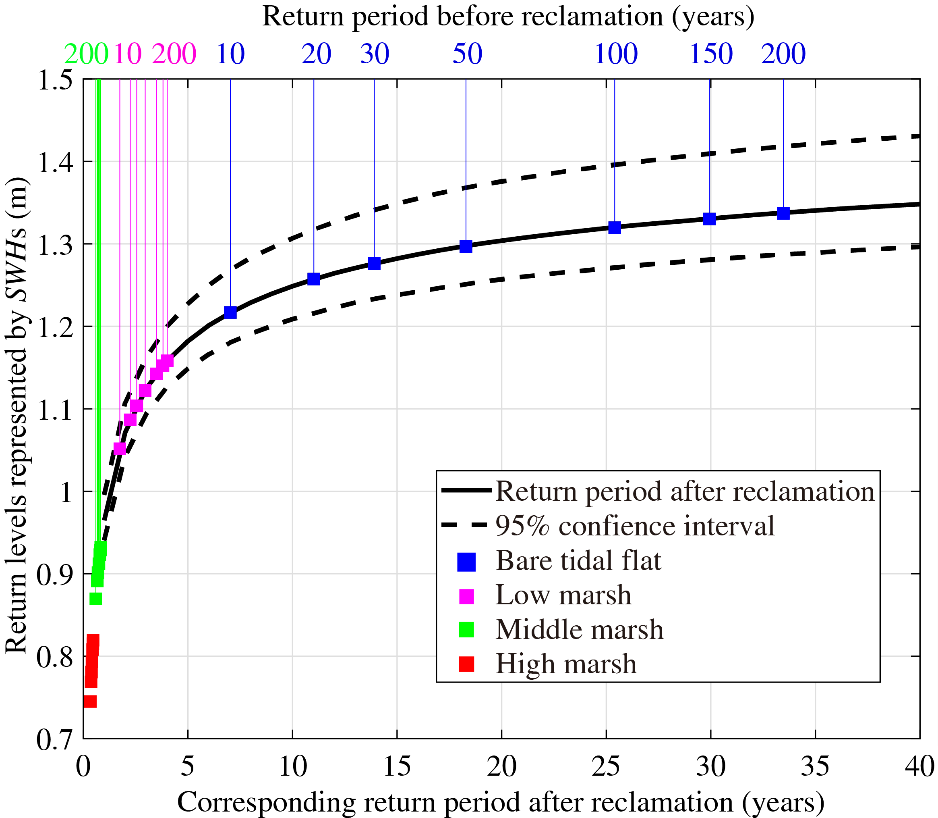 Return period before reclamation (years)
200 10 200 10 20 30 50 100 150 200
1.5
1.4
1.3
1.2
1.1
1
0.9
0.8
0.7
Return levels represented by SWHs (m)
Return period after reclamation
95% confience interval
Bare tidal flat
Low marsh
Middle marsh
High marsh
0 5 10 15 20 25 30 35 40
Corresponding return period after reclamation (years)